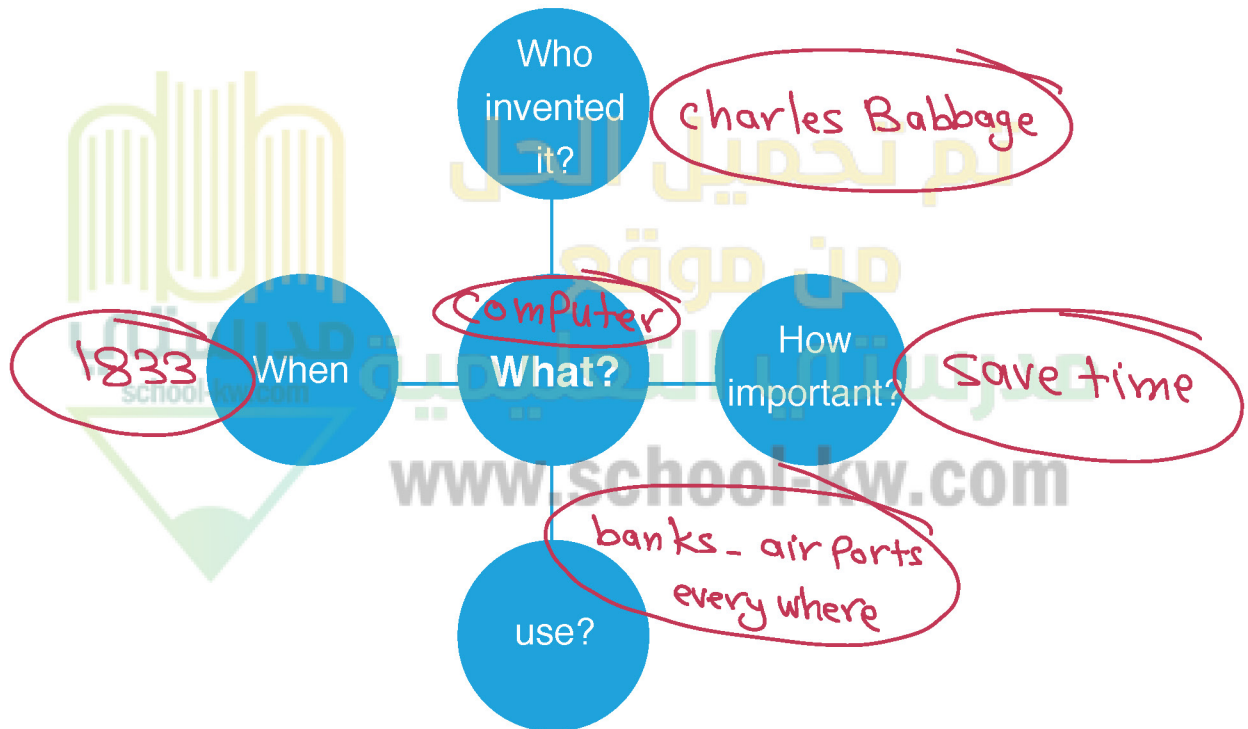 Who
invented
it?
charles Babbage
تم تحميل الحل
من موقع
computer
1833
مدرستي
school-kw.com
When
What?
How
important?
save time
مدرستي التعليمية
www.school-kw.com
banks - air Ports
every where
use?